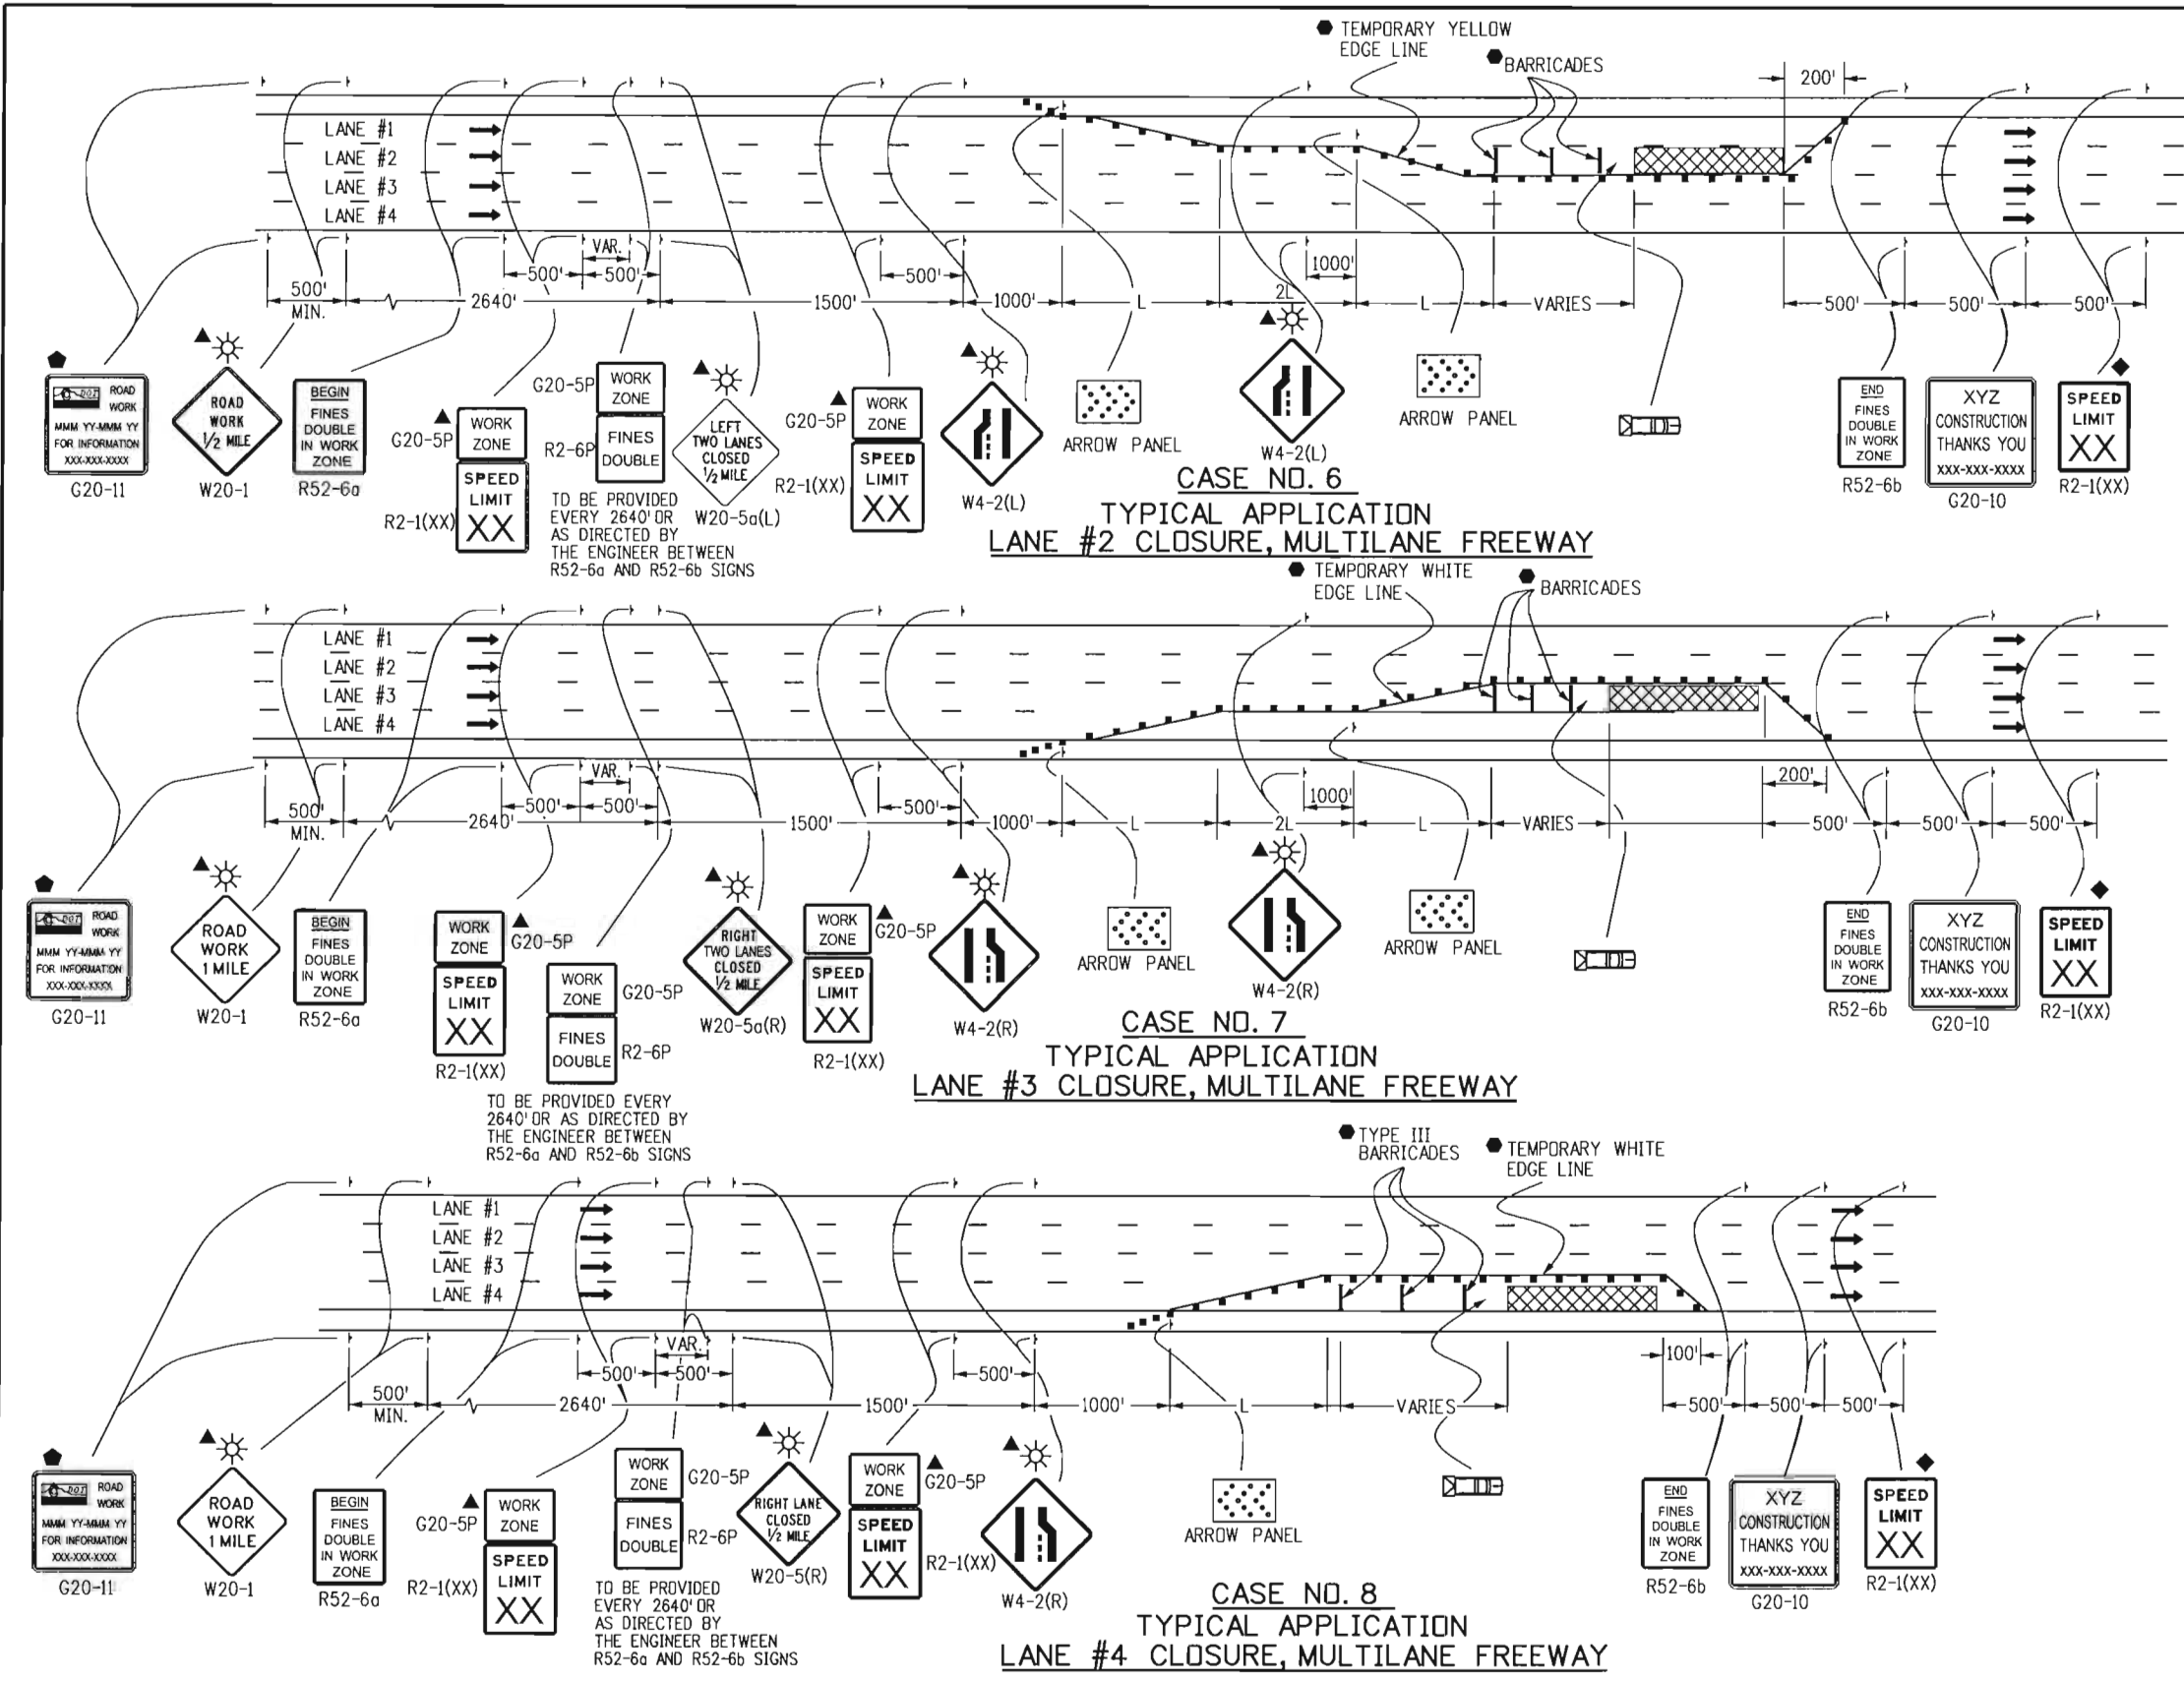 TEMPORARY YELLOW
EDGE LINE
BARRICADES
200'
LANE #1
LANE #2
LANE #3
LANE #4
VAR.
500'
500'
500'
1000'
500'
MIN.
2640'
1500'
1000'
L
2L
L
VARIES
500'
500'
500'
DOT
ROAD
WORK
MMM YY-MMM YY
FOR INFORMATION
XXX-XXX-XXXX
G20-11
ROAD
WORK
1/2 MILE
W20-1
BEGIN
FINES
DOUBLE
IN WORK
ZONE
R52-6a
G20-5P
WORK
ZONE
SPEED
LIMIT
XX
R2-1(XX)
G20-5P
WORK
ZONE
R2-6P
FINES
DOUBLE
TO BE PROVIDED
EVERY 2640' OR
AS DIRECTED BY
THE ENGINEER BETWEEN
R52-6a AND R52-6b SIGNS
LEFT
TWO LANES
CLOSED
1/2 MILE
W20-5a(L)
G20-5P
WORK
ZONE
SPEED
LIMIT
XX
R2-1(XX)
W4-2(L)
ARROW PANEL
W4-2(L)
ARROW PANEL
END
FINES
DOUBLE
IN WORK
ZONE
R52-6b
XYZ
CONSTRUCTION
THANKS YOU
XXX-XXX-XXXX
G20-10
SPEED
LIMIT
XX
R2-1(XX)
CASE NO. 6
TYPICAL APPLICATION
LANE #2 CLOSURE, MULTILANE FREEWAY
TEMPORARY WHITE
EDGE LINE
BARRICADES
LANE #1
LANE #2
LANE #3
LANE #4
VAR.
500'
500'
500'
1000'
200'
500'
MIN.
2640'
1500'
1000'
L
2L
L
VARIES
500'
500'
500'
DOT
ROAD
WORK
MMM YY-MMM YY
FOR INFORMATION
XXX-XXX-XXXX
G20-11
ROAD
WORK
1 MILE
W20-1
BEGIN
FINES
DOUBLE
IN WORK
ZONE
R52-6a
WORK
ZONE
G20-5P
SPEED
LIMIT
XX
R2-1(XX)
WORK
ZONE
G20-5P
FINES
DOUBLE
R2-6P
TO BE PROVIDED EVERY
2640' OR AS DIRECTED BY
THE ENGINEER BETWEEN
R52-6a AND R52-6b SIGNS
RIGHT
TWO LANES
CLOSED
1/2 MILE
W20-5a(R)
WORK
ZONE
G20-5P
SPEED
LIMIT
XX
R2-1(XX)
W4-2(R)
ARROW PANEL
W4-2(R)
ARROW PANEL
END
FINES
DOUBLE
IN WORK
ZONE
R52-6b
XYZ
CONSTRUCTION
THANKS YOU
XXX-XXX-XXXX
G20-10
SPEED
LIMIT
XX
R2-1(XX)
CASE NO. 7
TYPICAL APPLICATION
LANE #3 CLOSURE, MULTILANE FREEWAY
TYPE III
BARRICADES
TEMPORARY WHITE
EDGE LINE
LANE #1
LANE #2
LANE #3
LANE #4
VAR.
500'
500'
500'
100'
500'
MIN.
2640'
1500'
1000'
L
VARIES
500'
500'
500'
DOT
ROAD
WORK
MMM YY-MMM YY
FOR INFORMATION
XXX-XXX-XXXX
G20-11
ROAD
WORK
1 MILE
W20-1
BEGIN
FINES
DOUBLE
IN WORK
ZONE
R52-6a
G20-5P
WORK
ZONE
SPEED
LIMIT
XX
R2-1(XX)
WORK
ZONE
G20-5P
FINES
DOUBLE
R2-6P
TO BE PROVIDED
EVERY 2640' OR
AS DIRECTED BY
THE ENGINEER BETWEEN
R52-6a AND R52-6b SIGNS
RIGHT LANE
CLOSED
1/2 MILE
W20-5(R)
WORK
ZONE
G20-5P
SPEED
LIMIT
XX
R2-1(XX)
W4-2(R)
ARROW PANEL
END
FINES
DOUBLE
IN WORK
ZONE
R52-6b
XYZ
CONSTRUCTION
THANKS YOU
XXX-XXX-XXXX
G20-10
SPEED
LIMIT
XX
R2-1(XX)
CASE NO. 8
TYPICAL APPLICATION
LANE #4 CLOSURE, MULTILANE FREEWAY